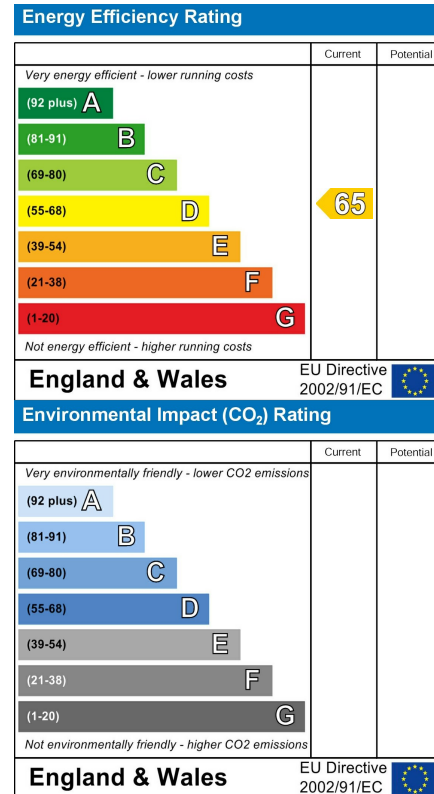 Energy Efficiency Rating
Current Potential
Very energy efficient - lower running costs
(92 plus) A
(81-91) B
(69-80) C
(55-68) D
65
(39-54) E
(21-38) F
(1-20) G
Not energy efficient - higher running costs
England & Wales
EU Directive
2002/91/EC
Environmental Impact (CO₂) Rating
Current Potential
Very environmentally friendly - lower CO2 emissions
(92 plus) A
(81-91) B
(69-80) C
(55-68) D
(39-54) E
(21-38) F
(1-20) G
Not environmentally friendly - higher CO2 emissions
England & Wales
EU Directive
2002/91/EC